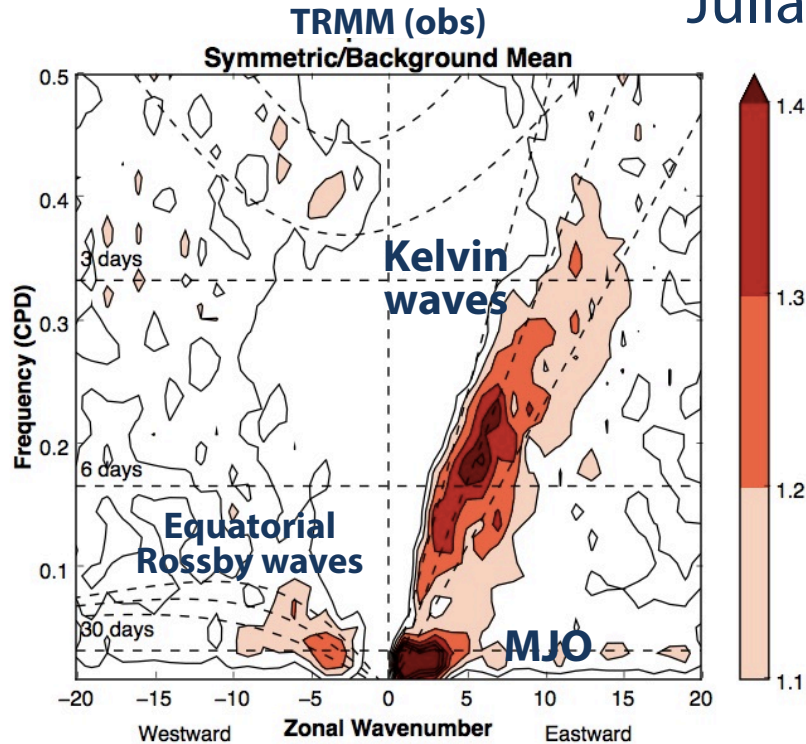 TRMM (obs)
Julia
Symmetric/Background Mean
0.5
0.4
0.3
0.2
0.1
Frequency (CPD)
3 days
6 days
30 days
Kelvin
waves
Equatorial
Rossby waves
MJO
−20
−15
−10
−5
0
5
10
15
20
Westward
Zonal Wavenumber
Eastward
1.4
1.3
1.2
1.1